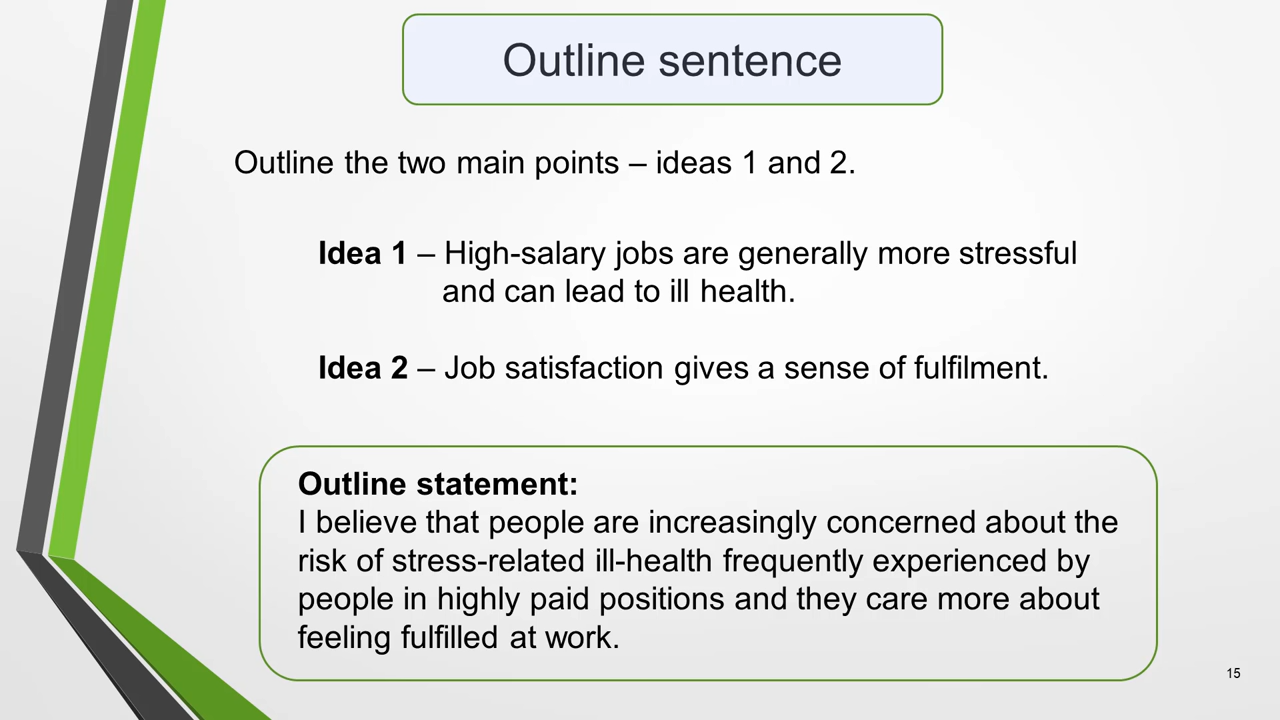 Outline sentence
Outline the two main points – ideas 1 and 2.
Idea 1 – High-salary jobs are generally more stressful
and can lead to ill health.
Idea 2 – Job satisfaction gives a sense of fulfilment.
Outline statement:
I believe that people are increasingly concerned about the
risk of stress-related ill-health frequently experienced by
people in highly paid positions and they care more about
feeling fulfilled at work.
15